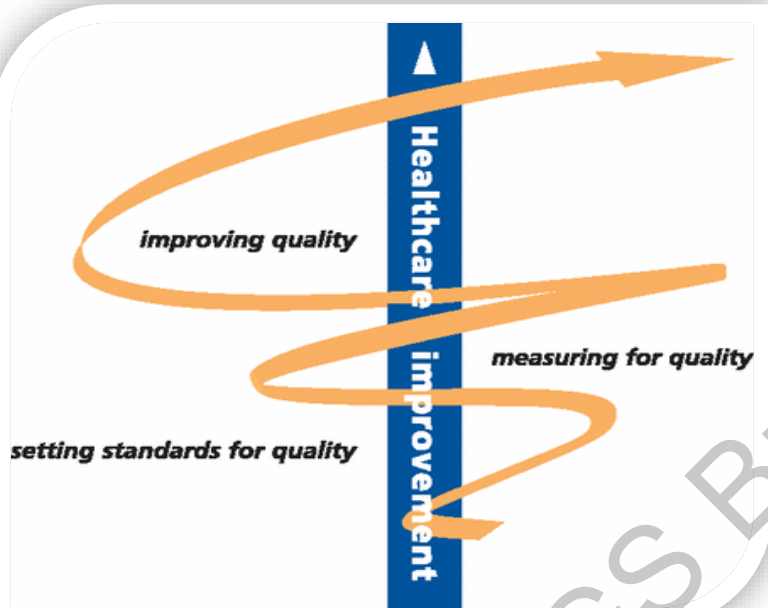 Healthcare improvement
improving quality
measuring for quality
setting standards for quality